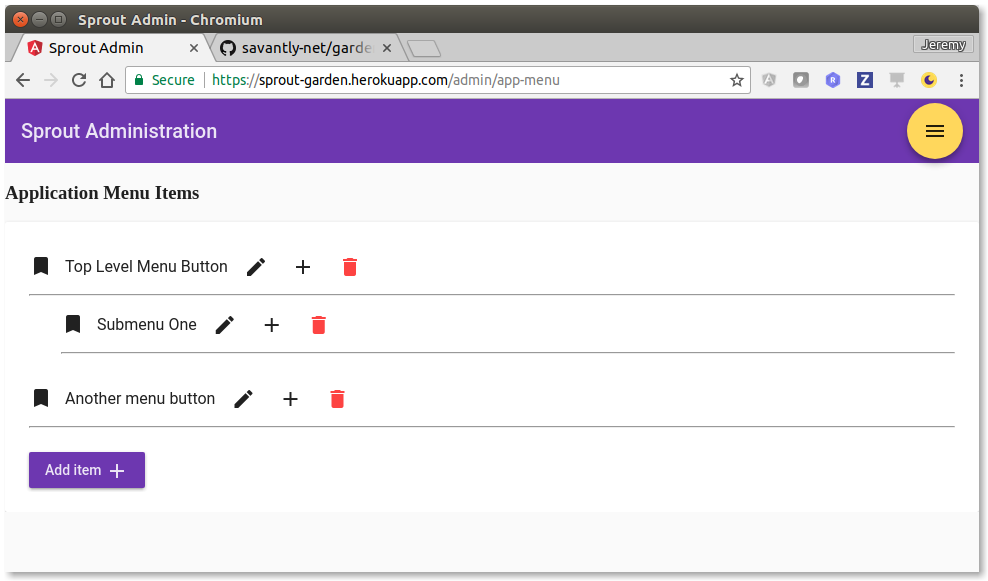 Sprout Admin - Chromium
Sprout Admin
savantly-net/garde
Jeremy
Secure
https://sprout-garden.herokuapp.com/admin/app-menu
R
Z
Sprout Administration
Application Menu Items
Top Level Menu Button
Submenu One
Another menu button
Add item